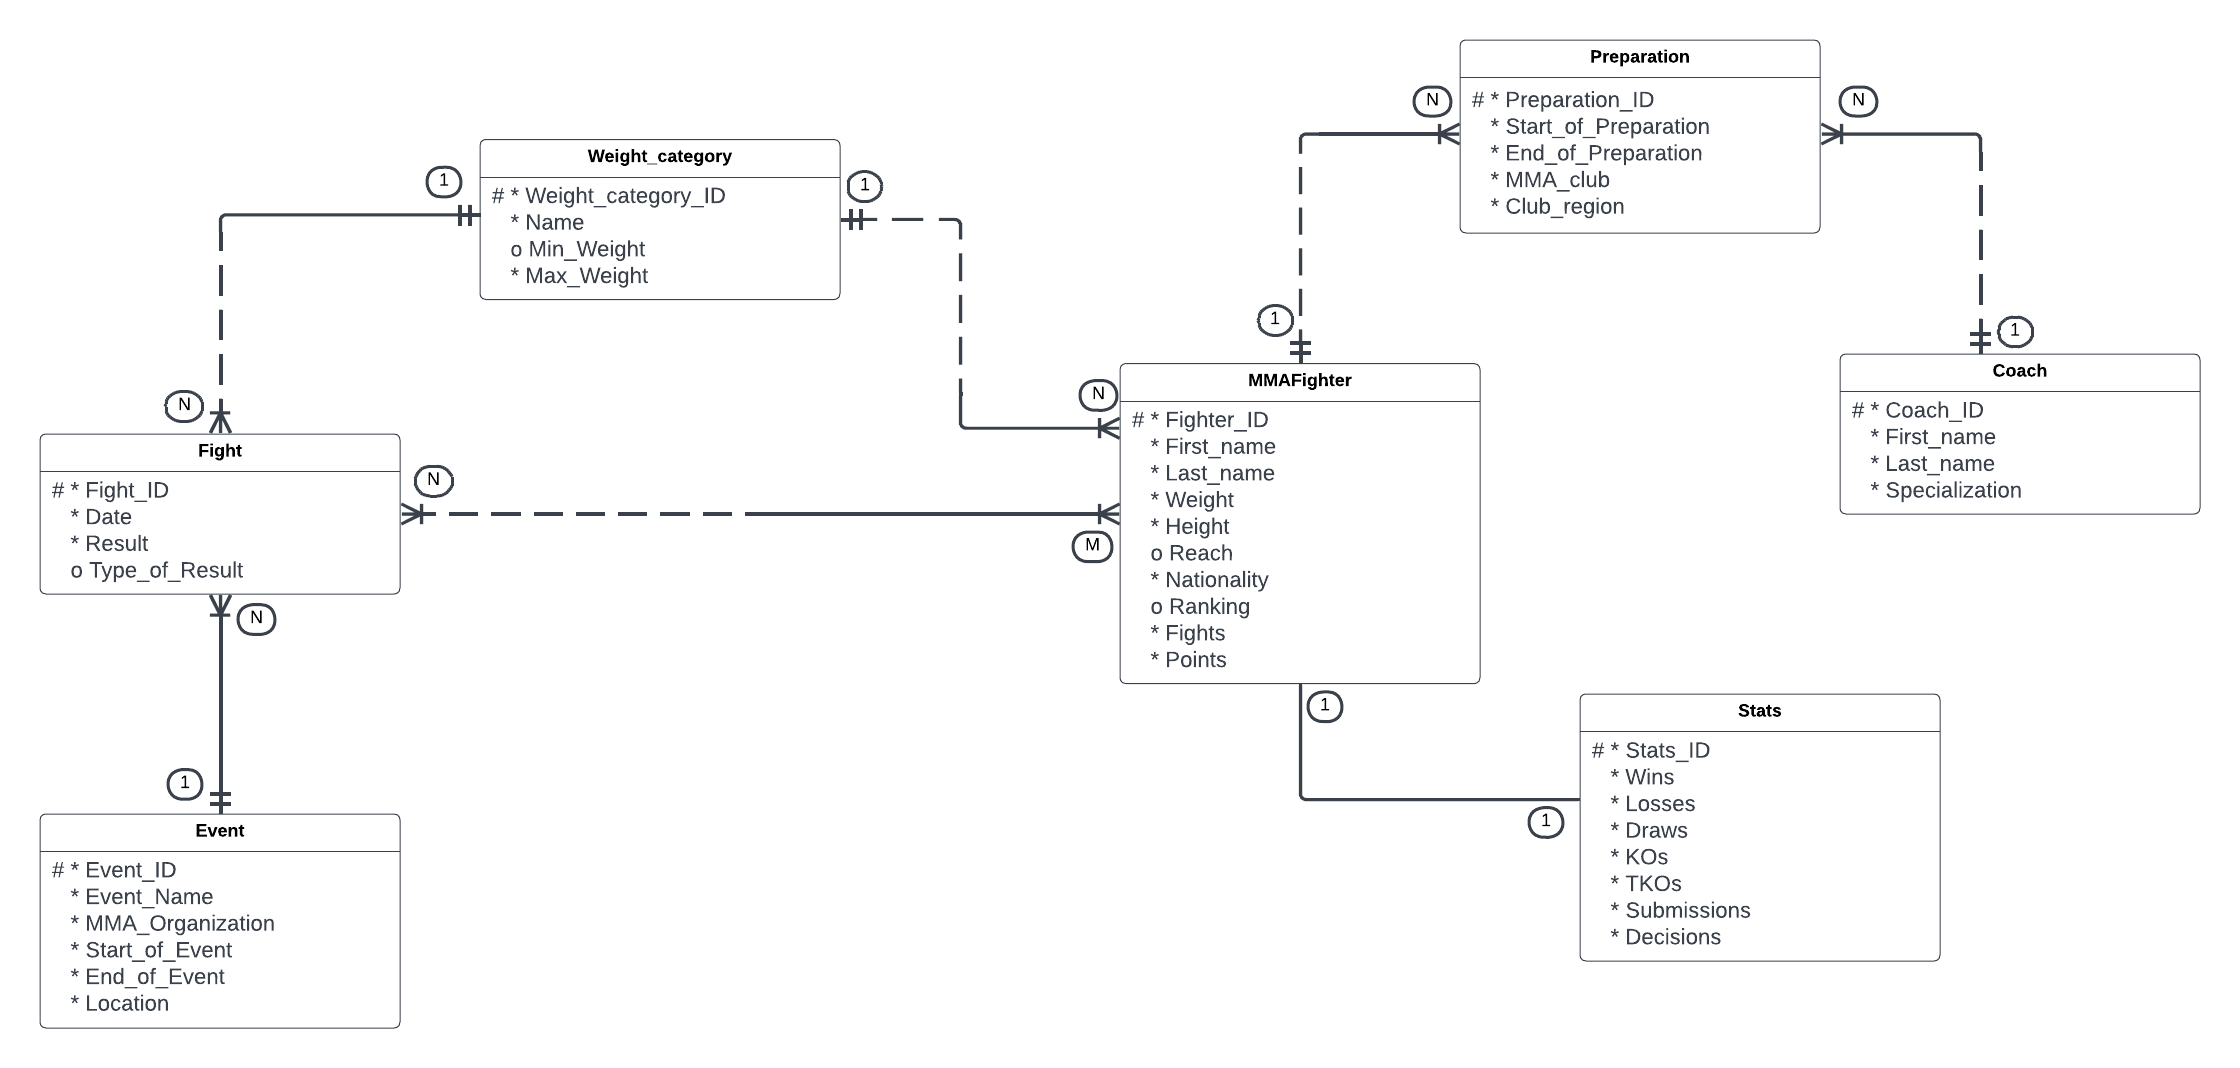 Preparation
# * Preparation_ID
* Start_of_Preparation
* End_of_Preparation
* MMA_club
* Club_region
N
N
Weight_category
# * Weight_category_ID
* Name
o Min_Weight
* Max_Weight
1
1
1
1
N
N
MMAFighter
# * Fighter_ID
* First_name
* Last_name
* Weight
* Height
o Reach
* Nationality
o Ranking
* Fights
* Points
Coach
# * Coach_ID
* First_name
* Last_name
* Specialization
Fight
# * Fight_ID
* Date
* Result
o Type_of_Result
N
M
N
1
1
1
Event
# * Event_ID
* Event_Name
* MMA_Organization
* Start_of_Event
* End_of_Event
* Location
Stats
# * Stats_ID
* Wins
* Losses
* Draws
* KOs
* TKOs
* Submissions
* Decisions